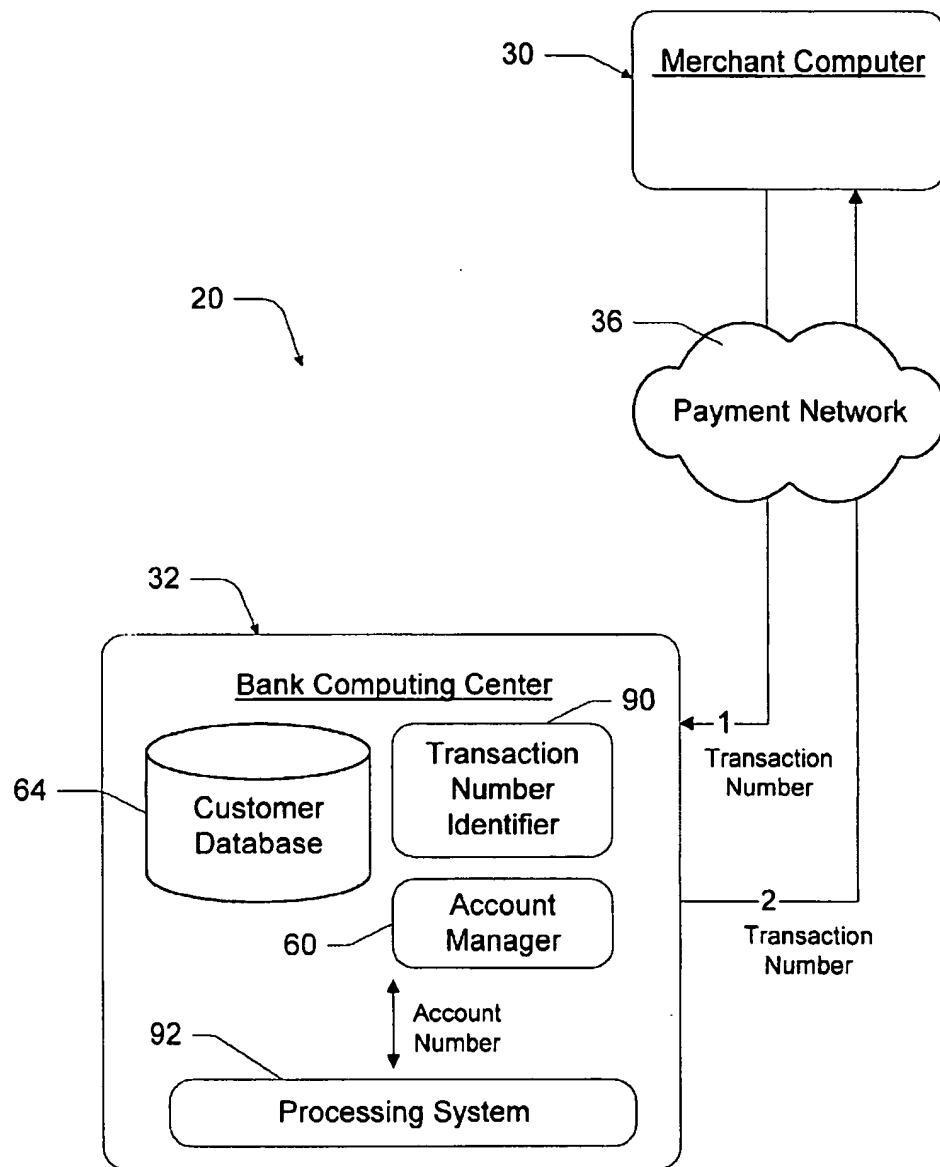 30
Merchant Computer
20
36
Payment Network
32
Bank Computing Center
90
1
Transaction
Number
64
Customer
Database
Transaction
Number
Identifier
60
Account
Manager
2
Transaction
Number
Account
Number
92
Processing System